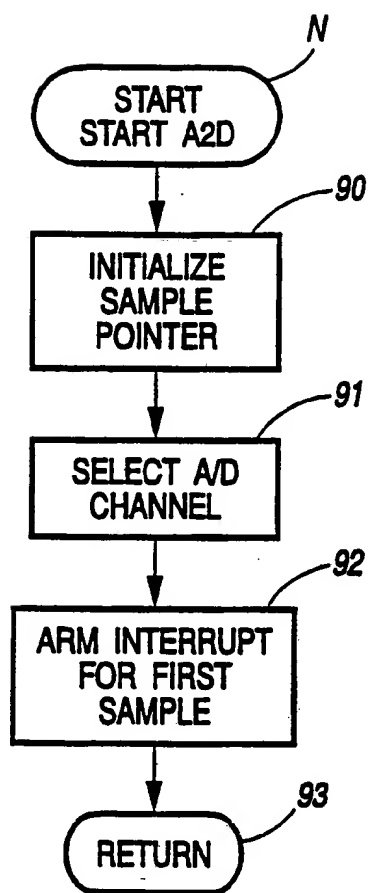 N
START
START A2D
90
INITIALIZE
SAMPLE
POINTER
91
SELECT A/D
CHANNEL
92
ARM INTERRUPT
FOR FIRST
SAMPLE
93
RETURN